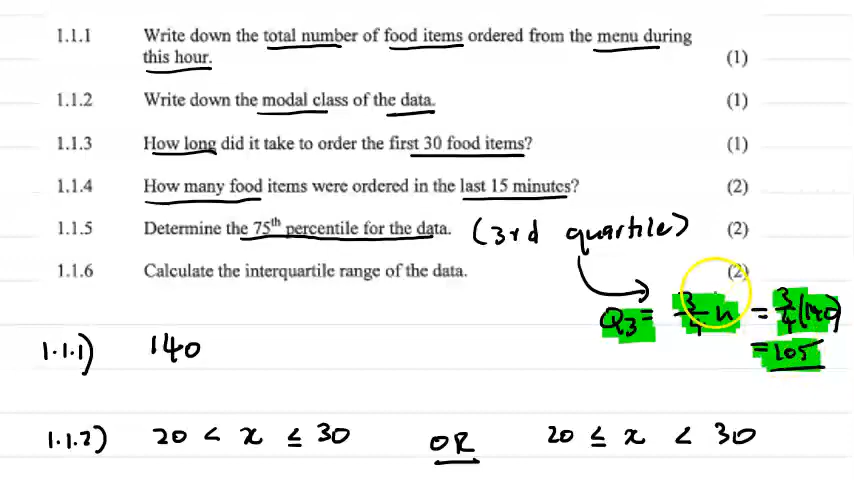 1.1.1 Write down the total number of food items ordered from the menu during
this hour. (1)
1.1.2 Write down the modal class of the data. (1)
1.1.3 How long did it take to order the first 30 food items? (1)
1.1.4 How many food items were ordered in the last 15 minutes? (2)
1.1.5 Determine the 75th percentile for the data. (3rd quartile) (2)
1.1.6 Calculate the interquartile range of the data. (2)
Q3 = 3/4 n = 3/4 (140)
= 105
1.1.1) 140
1.1.2) 20 < x ≤ 30 OR 20 ≤ x < 30